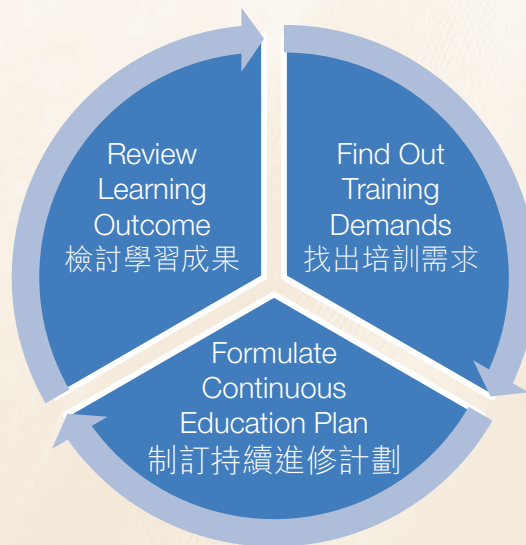 Review
Learning
Outcome
檢討學習成果
Find Out
Training
Demands
找出培訓需求
Formulate
Continuous
Education Plan
制訂持續進修計劃